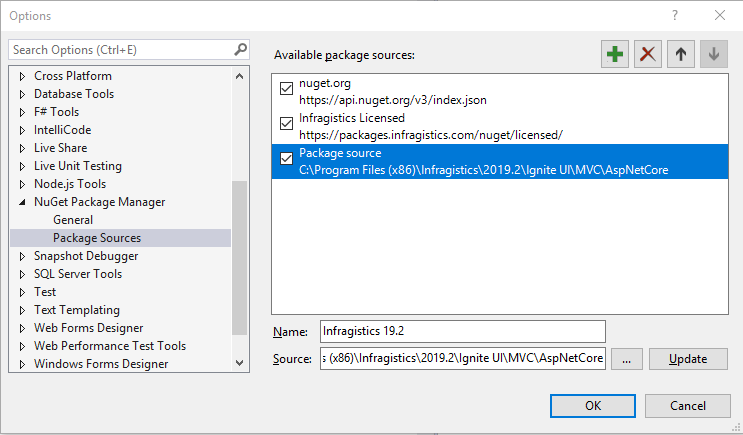 Options
?
Search Options (Ctrl+E)
Cross Platform
Database Tools
F# Tools
IntelliCode
Live Share
Live Unit Testing
Node.js Tools
NuGet Package Manager
General
Package Sources
Snapshot Debugger
SQL Server Tools
Test
Text Templating
Web Forms Designer
Web Performance Test Tools
Windows Forms Designer
Available package sources:
nuget.org
https://api.nuget.org/v3/index.json
Infragistics Licensed
https://packages.infragistics.com/nuget/licensed/
Package source
C:\Program Files (x86)\Infragistics\2019.2\Ignite UI\MVC\AspNetCore
Name: Infragistics 19.2
Source: s (x86)\Infragistics\2019.2\Ignite UI\MVC\AspNetCore ... Update
OK Cancel